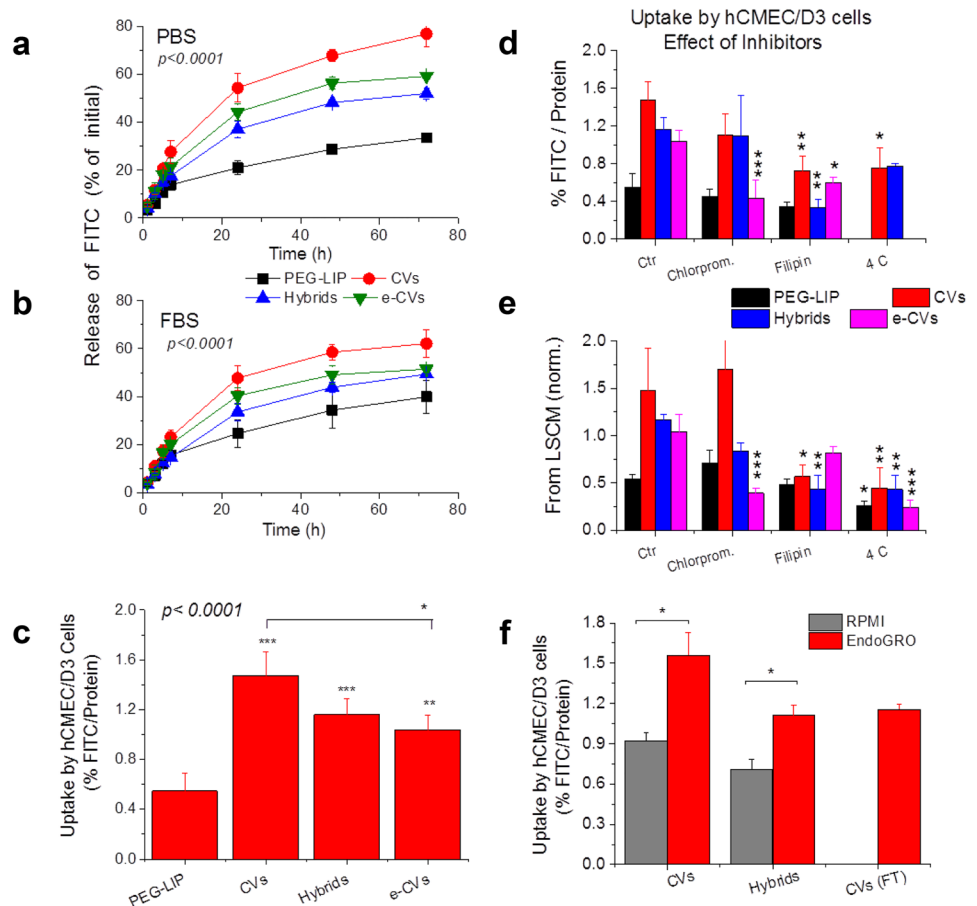 a
PBS
p<0.0001
80
60
40
20
0
0 20 40 60 80
Time (h)
Release of FITC (% of initial)
PEG-LIP CVs
Hybrids e-CVs
b
FBS
p<0.0001
80
60
40
20
0
0 20 40 60 80
Time (h)
c
p< 0.0001
*
*** *** **
2.0
1.6
1.2
0.8
0.4
0.0
Uptake by hCMEC/D3 Cells
(% FITC/Protein)
PEG-LIP CVs Hybrids e-CVs
d
Uptake by hCMEC/D3 cells
Effect of Inhibitors
2.0
1.6
1.2
0.8
0.4
0.0
% FITC / Protein
*** ** ** * *
Ctr Chlorprom. Filipin 4 C
e
PEG-LIP CVs
Hybrids e-CVs
2.0
1.5
1.0
0.5
0.0
From LSCM (norm.)
*** * ** * ** ** ***
Ctr Chlorprom. Filipin 4 C
f
RPMI
EndoGRO
* *
1.8
1.5
1.2
0.9
0.6
0.3
0.0
Uptake by hCMEC/D3 cells
(% FITC/Protein)
CVs Hybrids CVs (FT)